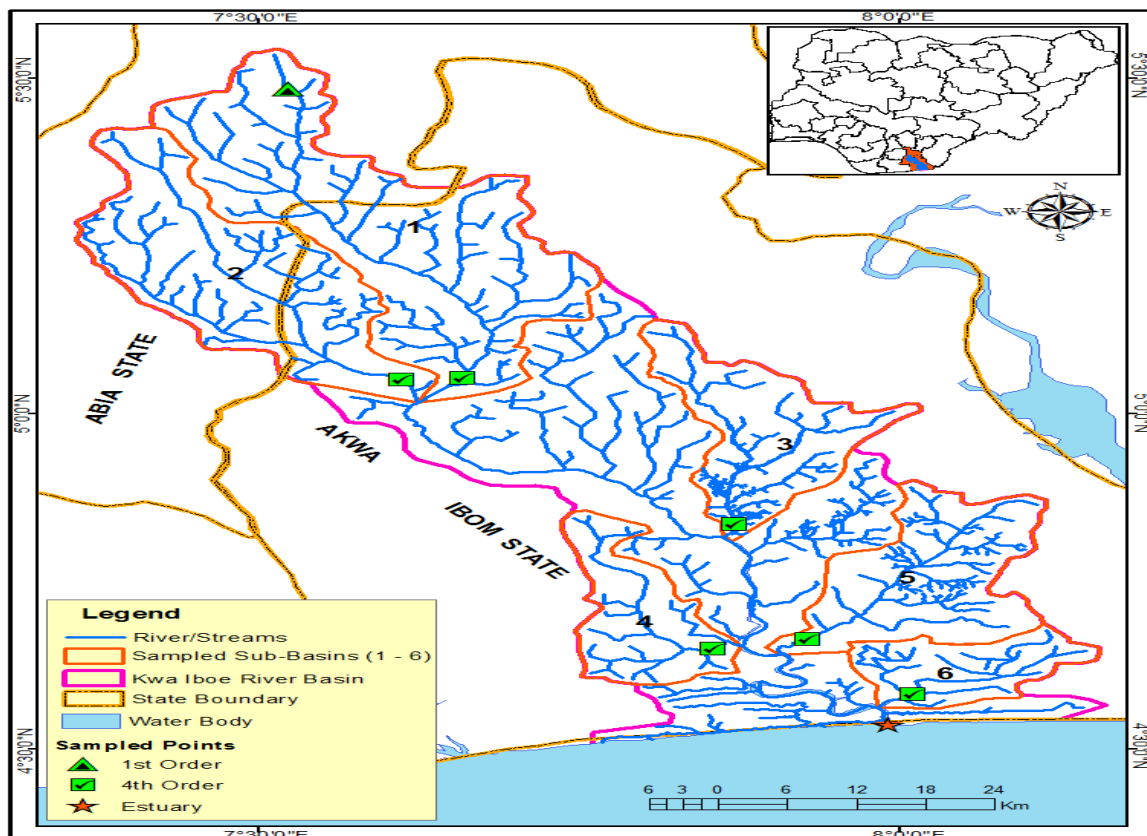 7°30'0"E
8°0'0"E
5°30'0"N
5°30'0"N
N
W
E
S
1
2
ABIA STATE
5°0'0"N
5°0'0"N
AKWA
3
IBOM STATE
5
4
6
Legend
River/Streams
Sampled Sub-Basins (1 - 6)
Kwa Iboe River Basin
State Boundary
Water Body
Sampled Points
1st Order
4th Order
Estuary
4°30'0"N
4°30'0"N
6 3 0 6 12 18 24
Km
7°30'0"E
8°0'0"E